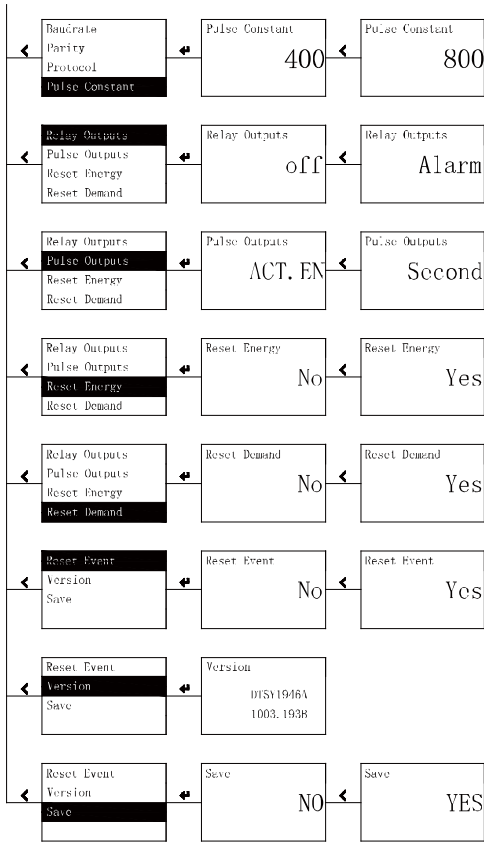 Baudrate
Parity
Protocol
Pulse Constant
Pulse Constant
400
Pulse Constant
800
Relay Outputs
Pulse Outputs
Reset Energy
Reset Demand
Relay Outputs
off
Relay Outputs
Alarm
Relay Outputs
Pulse Outputs
Reset Energy
Reset Demand
Pulse Outputs
ACT. EN
Pulse Outputs
Second
Relay Outputs
Pulse Outputs
Reset Energy
Reset Demand
Reset Energy
No
Reset Energy
Yes
Relay Outputs
Pulse Outputs
Reset Energy
Reset Demand
Reset Demand
No
Reset Demand
Yes
Reset Event
Version
Save
Reset Event
No
Reset Event
Yes
Reset Event
Version
Save
Version
DTSY1946A
1003. 193B
Reset Event
Version
Save
Save
NO
Save
YES